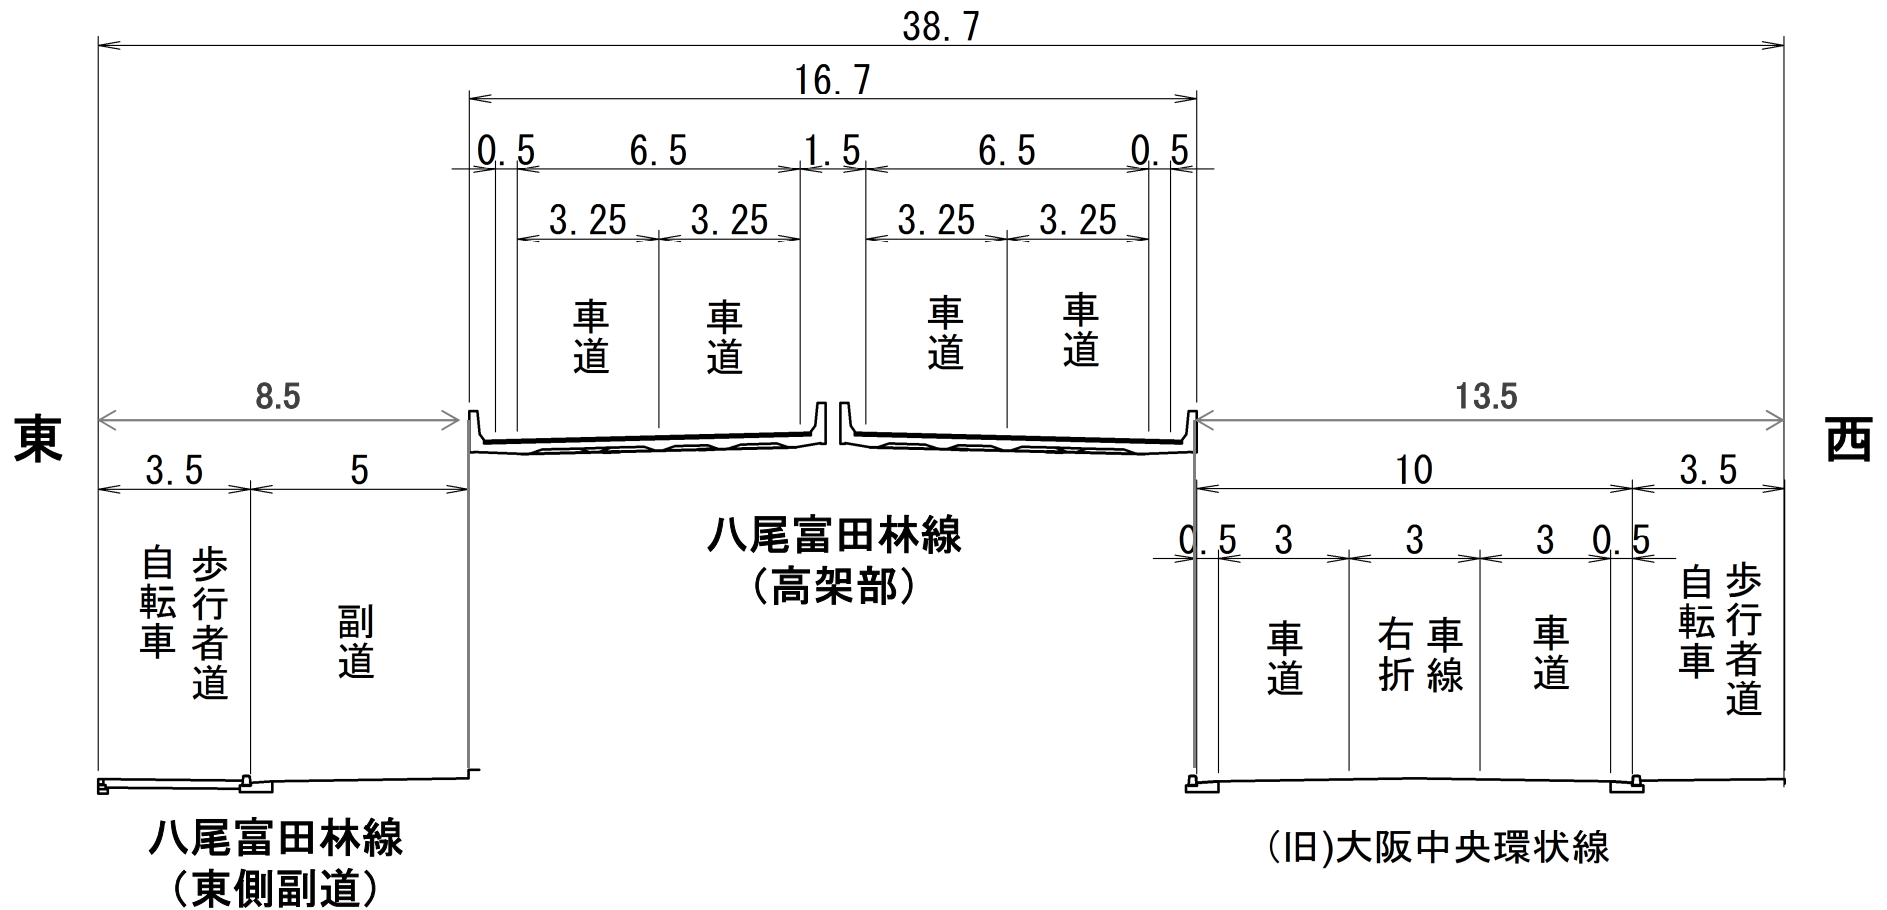 38.7
16.7
0.5 6.5 1.5 6.5 0.5
3.25 3.25 3.25 3.25
車道 車道 車道 車道
東 8.5 13.5 西
3.5 5 10 3.5
0.5 3 3 3 0.5
八尾富田林線
（高架部）
自転車
歩行者道
副道
車道
右折
車線
車道
自転車
歩行者道
八尾富田林線
（東側副道）
(旧)大阪中央環状線